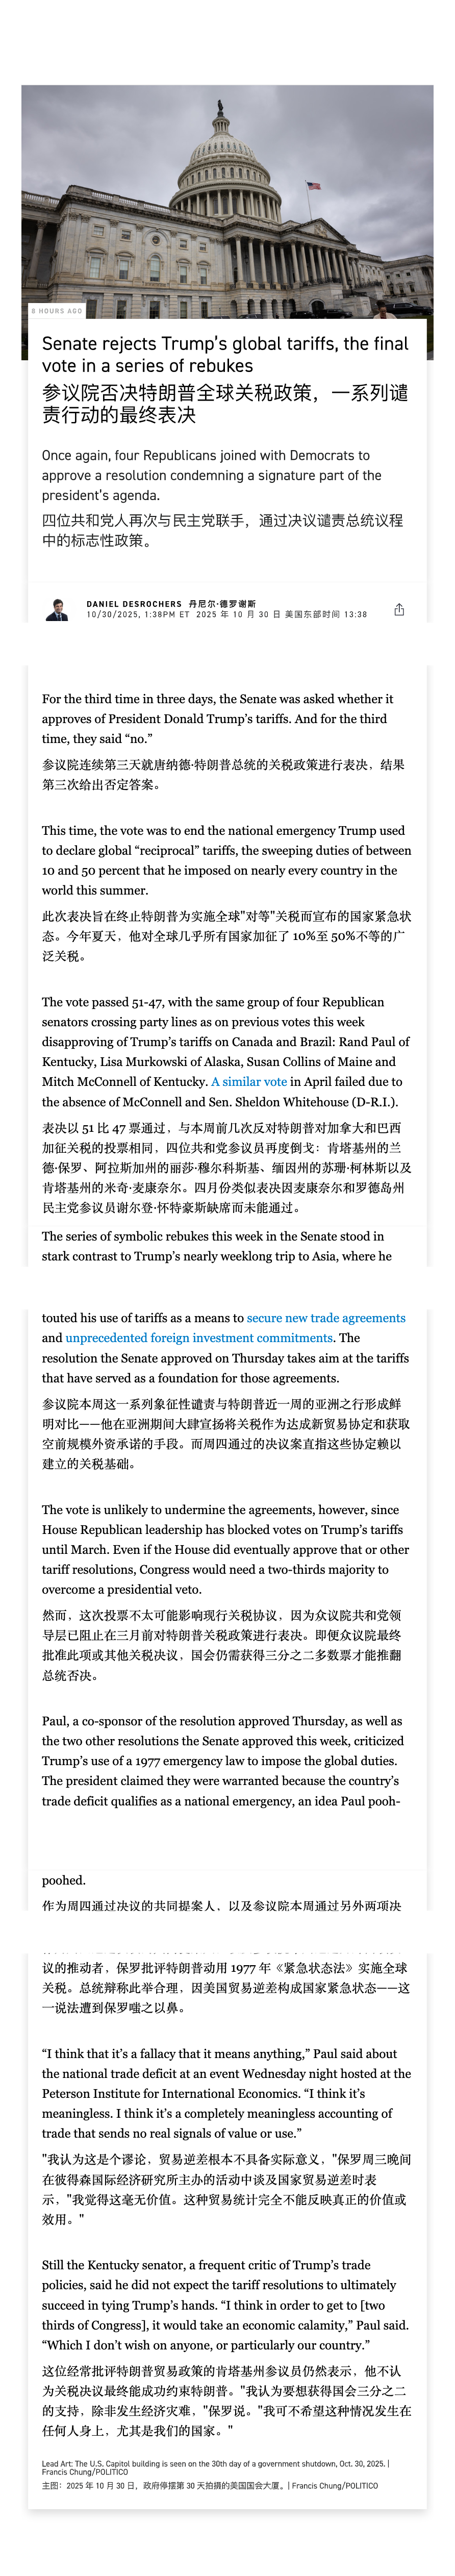 8 HOURS AGO
Senate rejects Trump’s global tariffs, the final
vote in a series of rebukes
参议院否决特朗普全球关税政策，一系列谴
责行动的最终表决
Once again, four Republicans joined with Democrats to
approve a resolution condemning a signature part of the
president’s agenda.
四位共和党人再次与民主党联手，通过决议谴责总统议程
中的标志性政策。
DANIEL DESROCHERS 丹尼尔·德罗谢斯
10/30/2025, 1:38PM ET 2025 年 10 月 30 日 美国东部时间 13:38
For the third time in three days, the Senate was asked whether it
approves of President Donald Trump’s tariffs. And for the third
time, they said “no.”
参议院连续第三天就唐纳德·特朗普总统的关税政策进行表决，结果
第三次给出否定答案。
This time, the vote was to end the national emergency Trump used
to declare global “reciprocal” tariffs, the sweeping duties of between
10 and 50 percent that he imposed on nearly every country in the
world this summer.
此次表决旨在终止特朗普为实施全球"对等"关税而宣布的国家紧急状
态。今年夏天，他对全球几乎所有国家加征了 10%至 50%不等的广
泛关税。
The vote passed 51-47, with the same group of four Republican
senators crossing party lines as on previous votes this week
disapproving of Trump’s tariffs on Canada and Brazil: Rand Paul of
Kentucky, Lisa Murkowski of Alaska, Susan Collins of Maine and
Mitch McConnell of Kentucky. A similar vote in April failed due to
the absence of McConnell and Sen. Sheldon Whitehouse (D-R.I.).
表决以 51 比 47 票通过，与本周前几次反对特朗普对加拿大和巴西
加征关税的投票相同，四位共和党参议员再度倒戈：肯塔基州的兰
德·保罗、阿拉斯加州的丽莎·穆尔科斯基、缅因州的苏珊·柯林斯以及
肯塔基州的米奇·麦康奈尔。四月份类似表决因麦康奈尔和罗德岛州
民主党参议员谢尔登·怀特豪斯缺席而未能通过。
The series of symbolic rebukes this week in the Senate stood in
stark contrast to Trump’s nearly weeklong trip to Asia, where he
touted his use of tariffs as a means to secure new trade agreements
and unprecedented foreign investment commitments. The
resolution the Senate approved on Thursday takes aim at the tariffs
that have served as a foundation for those agreements.
参议院本周这一系列象征性谴责与特朗普近一周的亚洲之行形成鲜
明对比——他在亚洲期间大肆宣扬将关税作为达成新贸易协定和获取
空前规模外资承诺的手段。而周四通过的决议案直指这些协定赖以
建立的关税基础。
The vote is unlikely to undermine the agreements, however, since
House Republican leadership has blocked votes on Trump’s tariffs
until March. Even if the House did eventually approve that or other
tariff resolutions, Congress would need a two-thirds majority to
overcome a presidential veto.
然而，这次投票不太可能影响现行关税协议，因为众议院共和党领
导层已阻止在三月前对特朗普关税政策进行表决。即便众议院最终
批准此项或其他关税决议，国会仍需获得三分之二多数票才能推翻
总统否决。
Paul, a co-sponsor of the resolution approved Thursday, as well as
the two other resolutions the Senate approved this week, criticized
Trump’s use of a 1977 emergency law to impose the global duties.
The president claimed they were warranted because the country’s
trade deficit qualifies as a national emergency, an idea Paul pooh-
poohed.
作为周四通过决议的共同提案人，以及参议院本周通过另外两项决
议的推动者，保罗批评特朗普动用 1977 年《紧急状态法》实施全球
关税。总统辩称此举合理，因美国贸易逆差构成国家紧急状态——这
一说法遭到保罗嗤之以鼻。
“I think that it’s a fallacy that it means anything,” Paul said about
the national trade deficit at an event Wednesday night hosted at the
Peterson Institute for International Economics. “I think it’s
meaningless. I think it’s a completely meaningless accounting of
trade that sends no real signals of value or use.”
"我认为这是个谬论，贸易逆差根本不具备实际意义，"保罗周三晚间
在彼得森国际经济研究所主办的活动中谈及国家贸易逆差时表
示，"我觉得这毫无价值。这种贸易统计完全不能反映真正的价值或
效用。"
Still the Kentucky senator, a frequent critic of Trump’s trade
policies, said he did not expect the tariff resolutions to ultimately
succeed in tying Trump’s hands. “I think in order to get to [two
thirds of Congress], it would take an economic calamity,” Paul said.
“Which I don’t wish on anyone, or particularly our country.”
这位经常批评特朗普贸易政策的肯塔基州参议员仍然表示，他不认
为关税决议最终能成功约束特朗普。"我认为要想获得国会三分之二
的支持，除非发生经济灾难，"保罗说。"我可不希望这种情况发生在
任何人身上，尤其是我们的国家。"
Lead Art: The U.S. Capitol building is seen on the 30th day of a government shutdown, Oct. 30, 2025. |
Francis Chung/POLITICO
主图：2025 年 10 月 30 日，政府停摆第 30 天拍摄的美国国会大厦。| Francis Chung/POLITICO